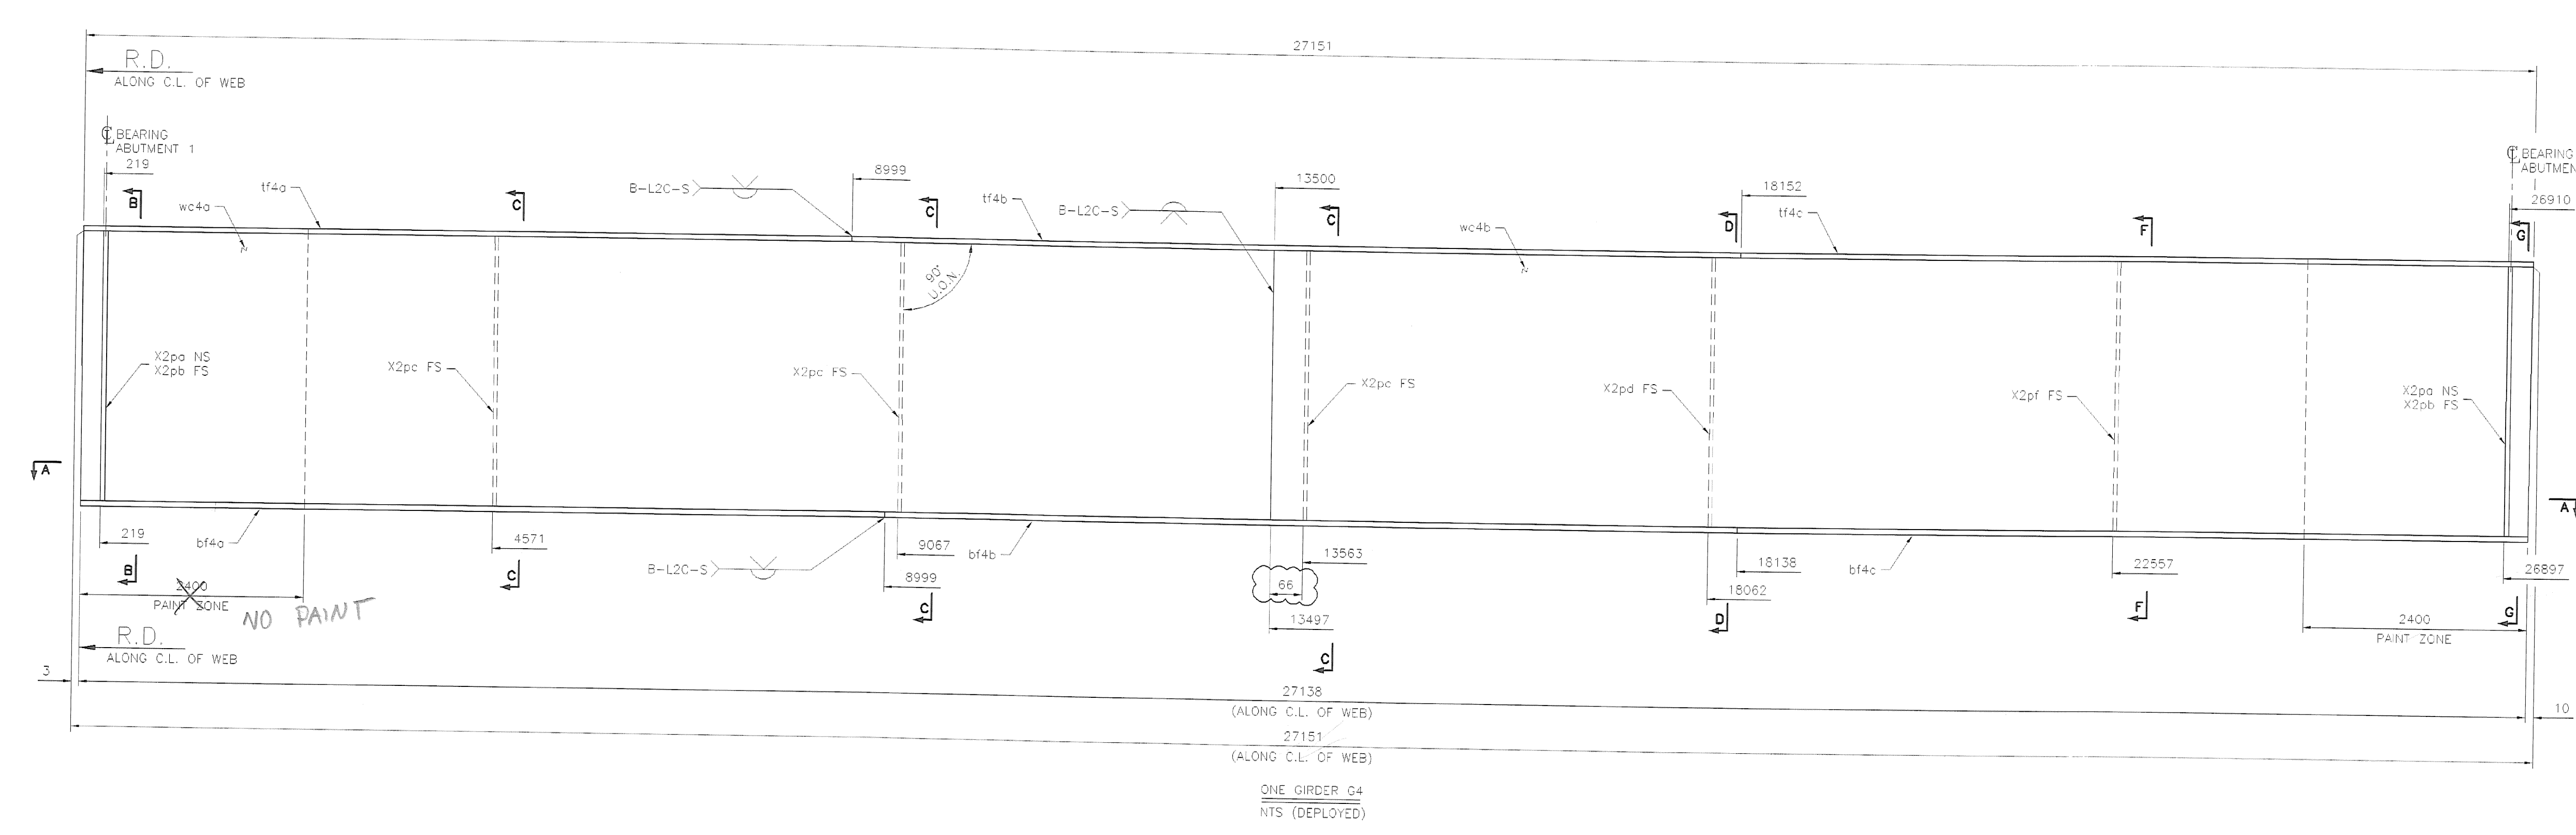 27151
R.D.
ALONG C.L. OF WEB
℄ BEARING
ABUTMENT 1
219
℄ BEARING
26910
B
wc4a
tf4a
C
B-L2C-S
8999
C
tf4b
B-L2C-S
13500
C
wc4b
D
18152
tf4c
F
G
90°
U.O.N.
X2pa NS
X2pb FS
X2pc FS
X2pc FS
X2pc FS
X2pd FS
X2pf FS
X2pa NS
X2pb FS
A
A
219
bf4a
4571
9067
bf4b
13563
18138
bf4c
22557
26897
B
C
B-L2C-S
8999
C
66
18062
D
F
G
2400
PAINT ZONE
NO PAINT
13497
2400
PAINT ZONE
R.D.
ALONG C.L. OF WEB
C
3
27138
(ALONG C.L. OF WEB)
10
27151
(ALONG C.L. OF WEB)
ONE GIRDER G4
NTS (DEPLOYED)